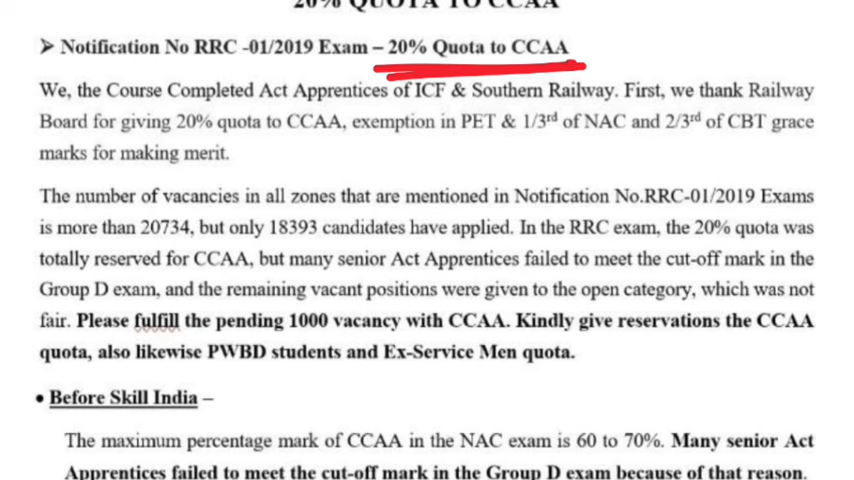 20% QUOTA TO CCAA
➤ Notification No RRC -01/2019 Exam – 20% Quota to CCAA
We, the Course Completed Act Apprentices of ICF & Southern Railway. First, we thank Railway
Board for giving 20% quota to CCAA, exemption in PET & 1/3rd of NAC and 2/3rd of CBT grace
marks for making merit.
The number of vacancies in all zones that are mentioned in Notification No.RRC-01/2019 Exams
is more than 20734, but only 18393 candidates have applied. In the RRC exam, the 20% quota was
totally reserved for CCAA, but many senior Act Apprentices failed to meet the cut-off mark in the
Group D exam, and the remaining vacant positions were given to the open category, which was not
fair. Please fulfill the pending 1000 vacancy with CCAA. Kindly give reservations the CCAA
quota, also likewise PWBD students and Ex-Service Men quota.
• Before Skill India –
The maximum percentage mark of CCAA in the NAC exam is 60 to 70%. Many senior Act
Apprentices failed to meet the cut-off mark in the Group D exam because of that reason.